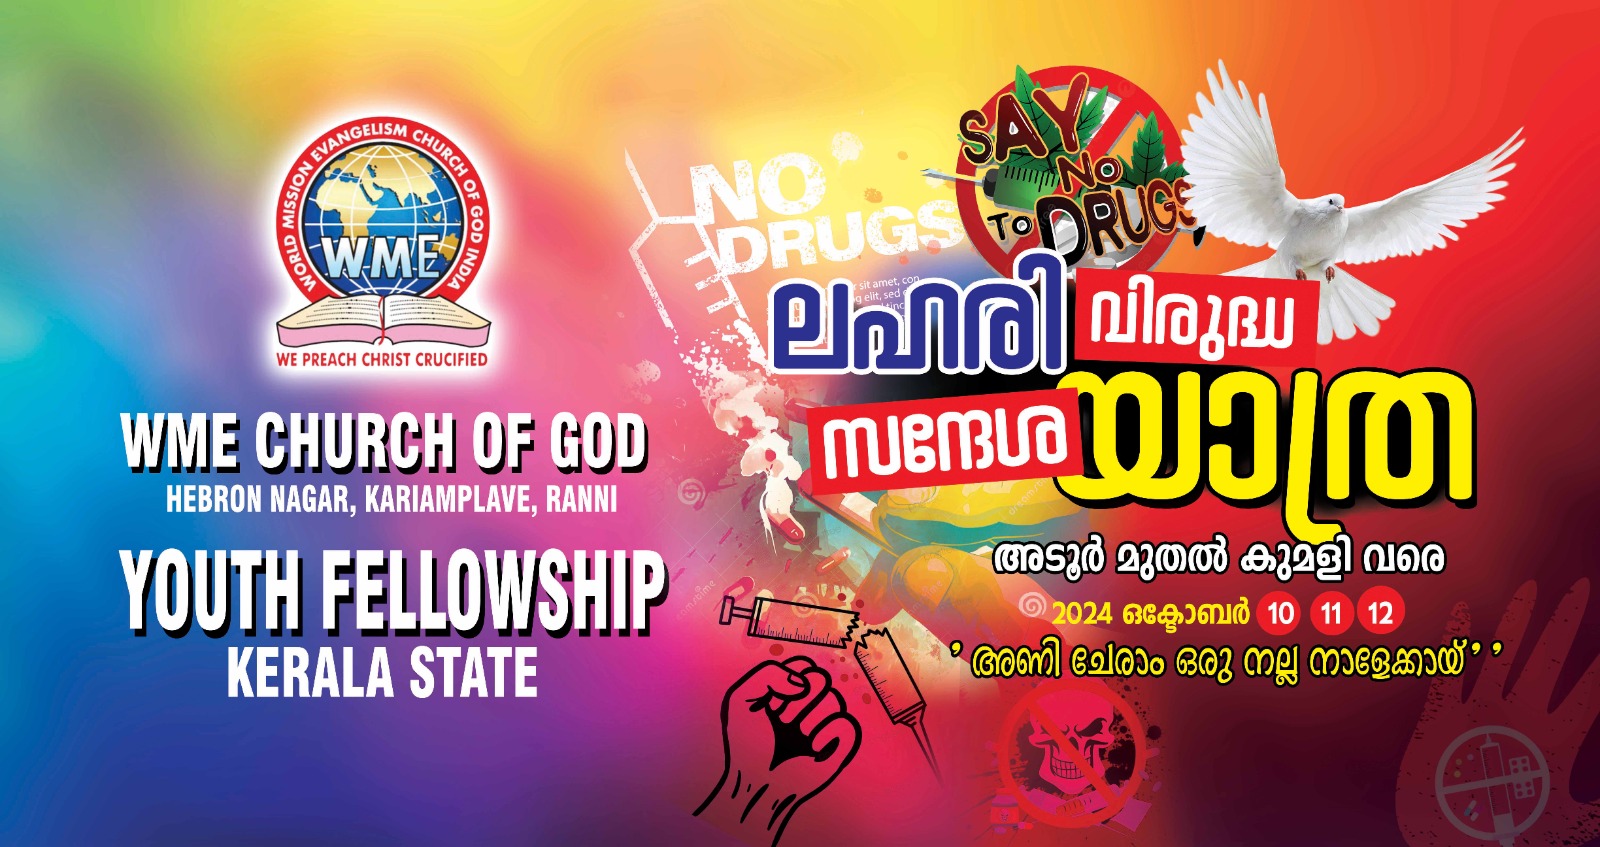 WORLD MISSION EVANGELISM CHURCH OF GOD INDIA
WME
WE PREACH CHRIST CRUCIFIED
WME CHURCH OF GOD
HEBRON NAGAR, KARIAMPLAVE, RANNI
YOUTH FELLOWSHIP
KERALA STATE
NO
DRUGS
SAY
NO
TO DRUGS
ലഹരി വിരുദ്ധ
സന്ദേശ യാത്ര
അടൂർ മുതൽ കുമളി വരെ
2024 ഒക്ടോബർ 10 11 12
’ അണി ചേരാം ഒരു നല്ല നാളേക്കായ് ’ ’